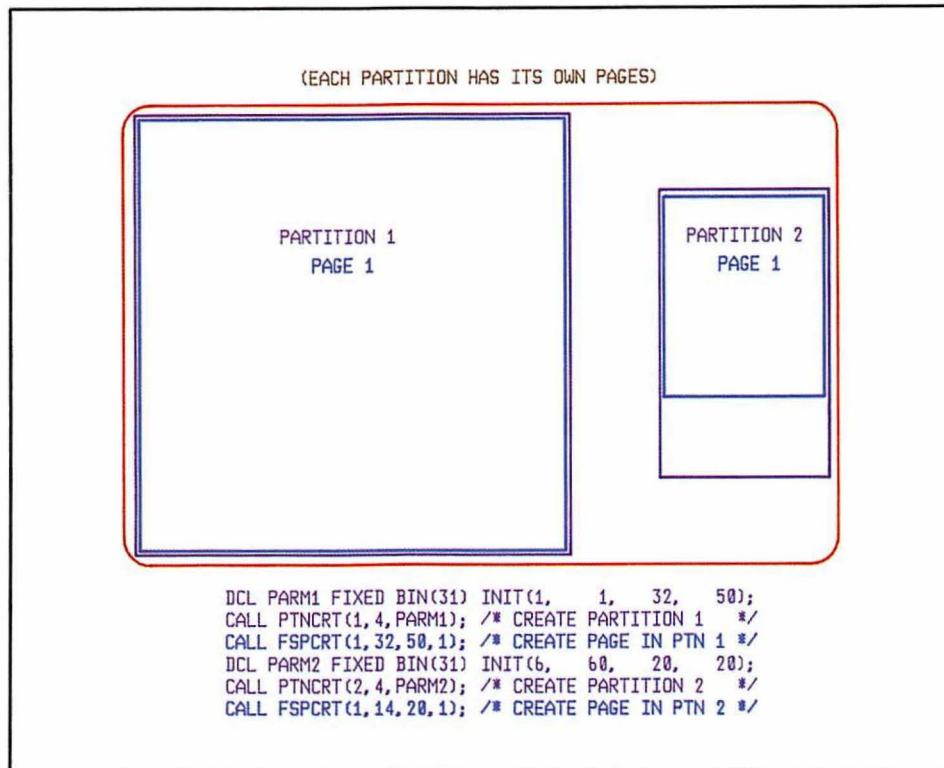 (EACH PARTITION HAS ITS OWN PAGES)
PARTITION 1
PAGE 1
PARTITION 2
PAGE 1
DCL PARM1 FIXED BIN(31) INIT(1, 1, 32, 50);
CALL PTNCRT(1,4,PARM1); /* CREATE PARTITION 1 */
CALL FSPCRT(1,32,50,1); /* CREATE PAGE IN PTN 1 */
DCL PARM2 FIXED BIN(31) INIT(6, 60, 20, 20);
CALL PTNCRT(2,4,PARM2); /* CREATE PARTITION 2 */
CALL FSPCRT(1,14,20,1); /* CREATE PAGE IN PTN 2 */